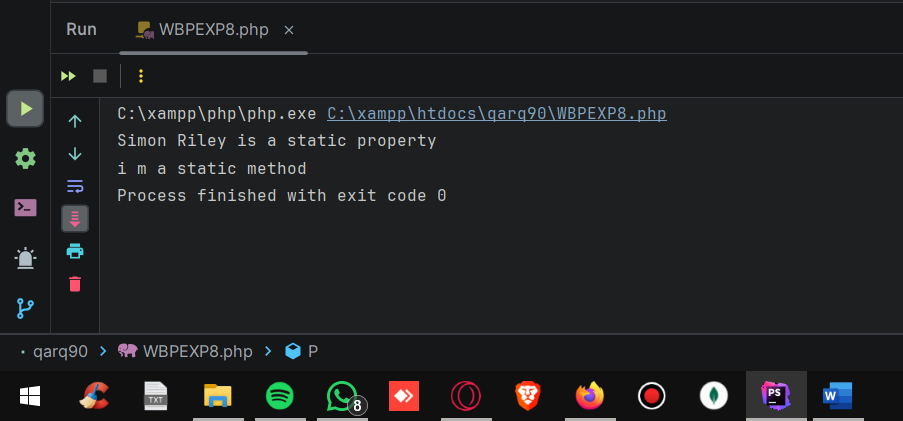 Run WBPEXP8.php
C:\xampp\php\php.exe C:\xampp\htdocs\qarq90\WBPEXP8.php
Simon Riley is a static property
i m a static method
Process finished with exit code 0
qarq90 WBPEXP8.php P
TXT 8 PS W